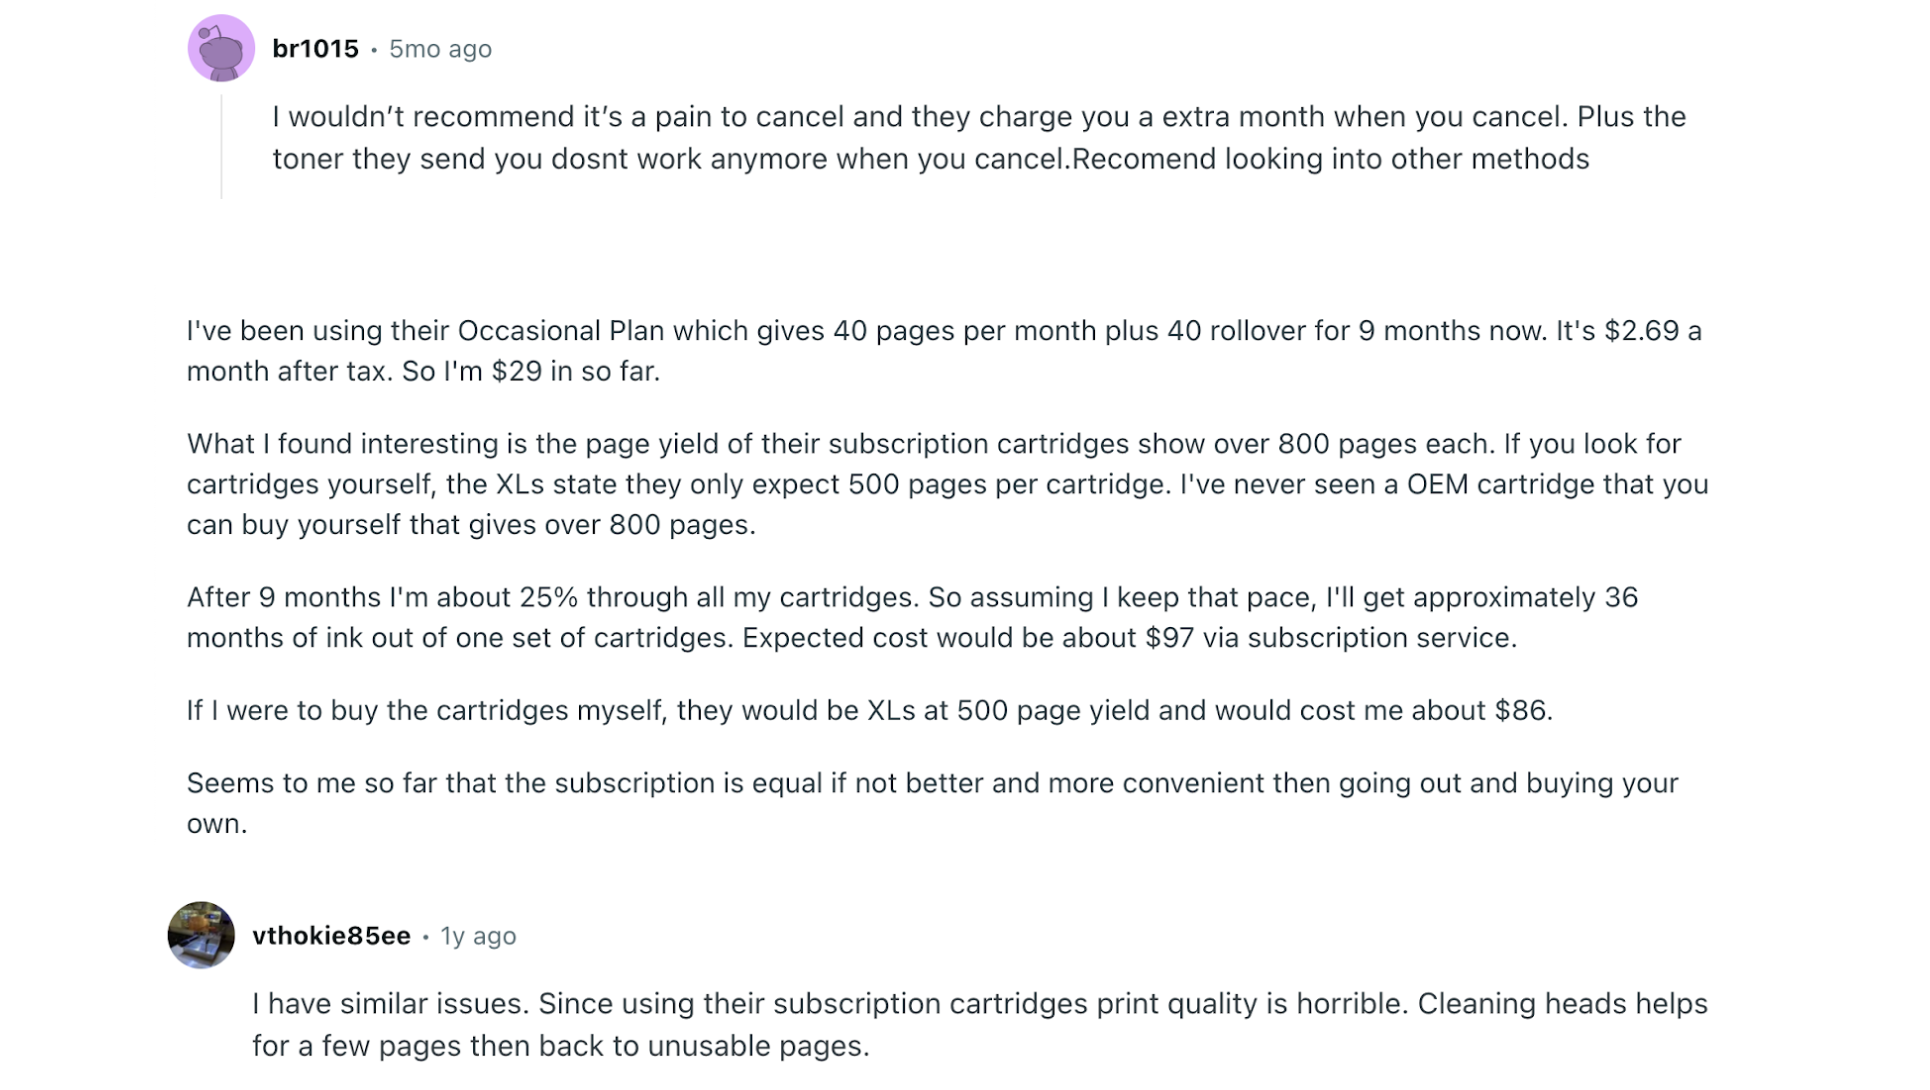 br1015 • 5mo ago
I wouldn’t recommend it’s a pain to cancel and they charge you a extra month when you cancel. Plus the
toner they send you dosnt work anymore when you cancel.Recomend looking into other methods
I've been using their Occasional Plan which gives 40 pages per month plus 40 rollover for 9 months now. It's $2.69 a
month after tax. So I'm $29 in so far.
What I found interesting is the page yield of their subscription cartridges show over 800 pages each. If you look for
cartridges yourself, the XLs state they only expect 500 pages per cartridge. I've never seen a OEM cartridge that you
can buy yourself that gives over 800 pages.
After 9 months I'm about 25% through all my cartridges. So assuming I keep that pace, I'll get approximately 36
months of ink out of one set of cartridges. Expected cost would be about $97 via subscription service.
If I were to buy the cartridges myself, they would be XLs at 500 page yield and would cost me about $86.
Seems to me so far that the subscription is equal if not better and more convenient then going out and buying your
own.
vthokie85ee • 1y ago
I have similar issues. Since using their subscription cartridges print quality is horrible. Cleaning heads helps
for a few pages then back to unusable pages.